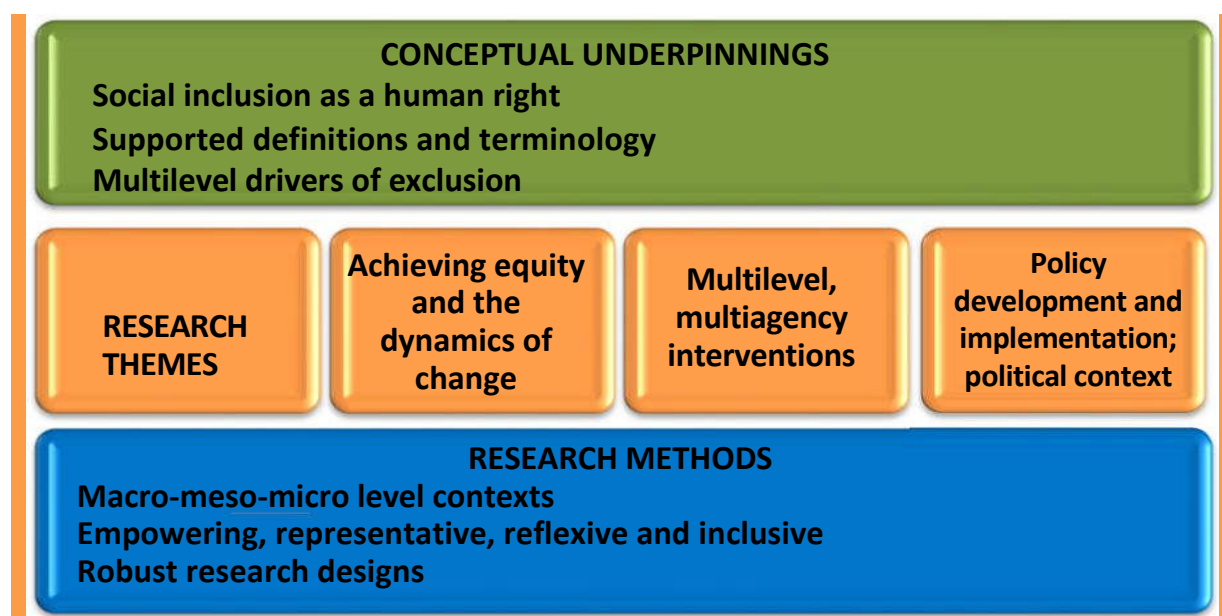 CONCEPTUAL UNDERPINNINGS
Social inclusion as a human right
Supported definitions and terminology
Multilevel drivers of exclusion
RESEARCH
THEMES
Achieving equity
and the
dynamics of
change
Multilevel,
multiagency
interventions
Policy
development and
implementation;
political context
RESEARCH METHODS
Macro-meso-micro level contexts
Empowering, representative, reflexive and inclusive
Robust research designs